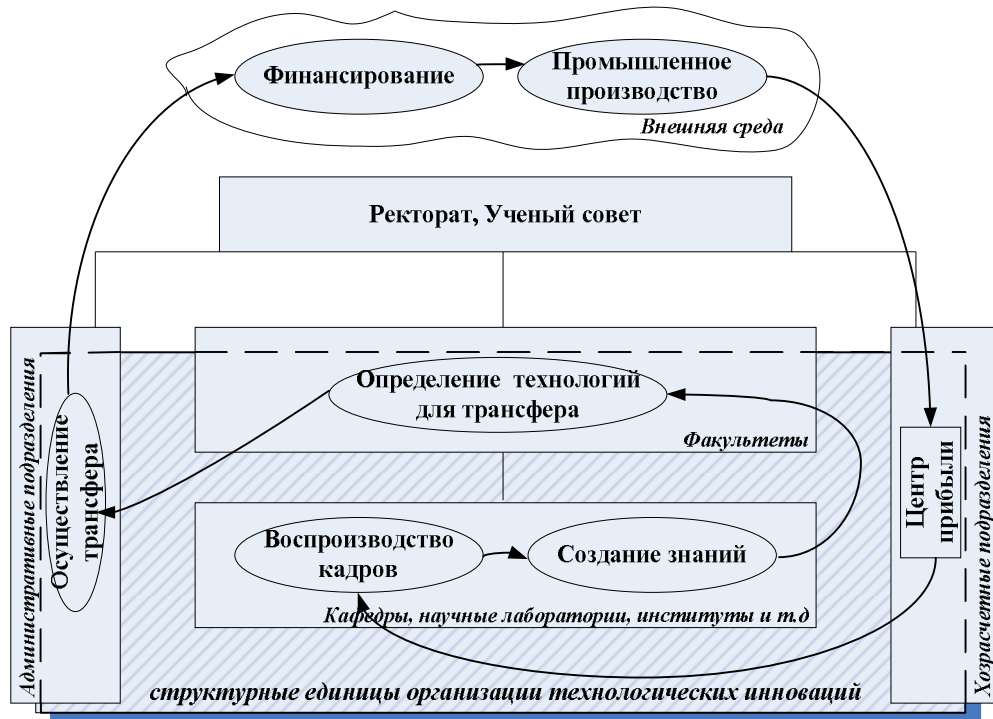 Финансирование
Промышленное
производство
Внешняя среда
Ректорат, Ученый совет
Административные подразделения
Осуществление
трансфера
Определение технологий
для трансфера
Факультеты
Центр
прибыли
Хозрасчетные подразделения
Воспроизводство
кадров
Создание знаний
Кафедры, научные лаборатории, институты и т.д
структурные единицы организации технологических инноваций